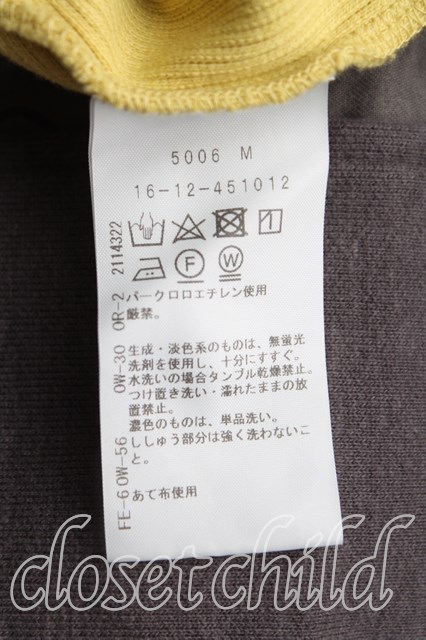 5006 M
16-12-451012
F
W
パークロロエチレン使用
厳禁。
生成・淡色系のものは、無蛍光
洗剤を使用し、十分にすすぐ。
水洗いの場合タンブル乾燥禁止。
つけ置き洗い・濡れたままの放
置禁止。
濃色のものは、単品洗い。
ししゅう部分は強く洗わないこ
と。
あて布使用
FE-6 OW-56 OW-30 OR-2 2114322
closet child